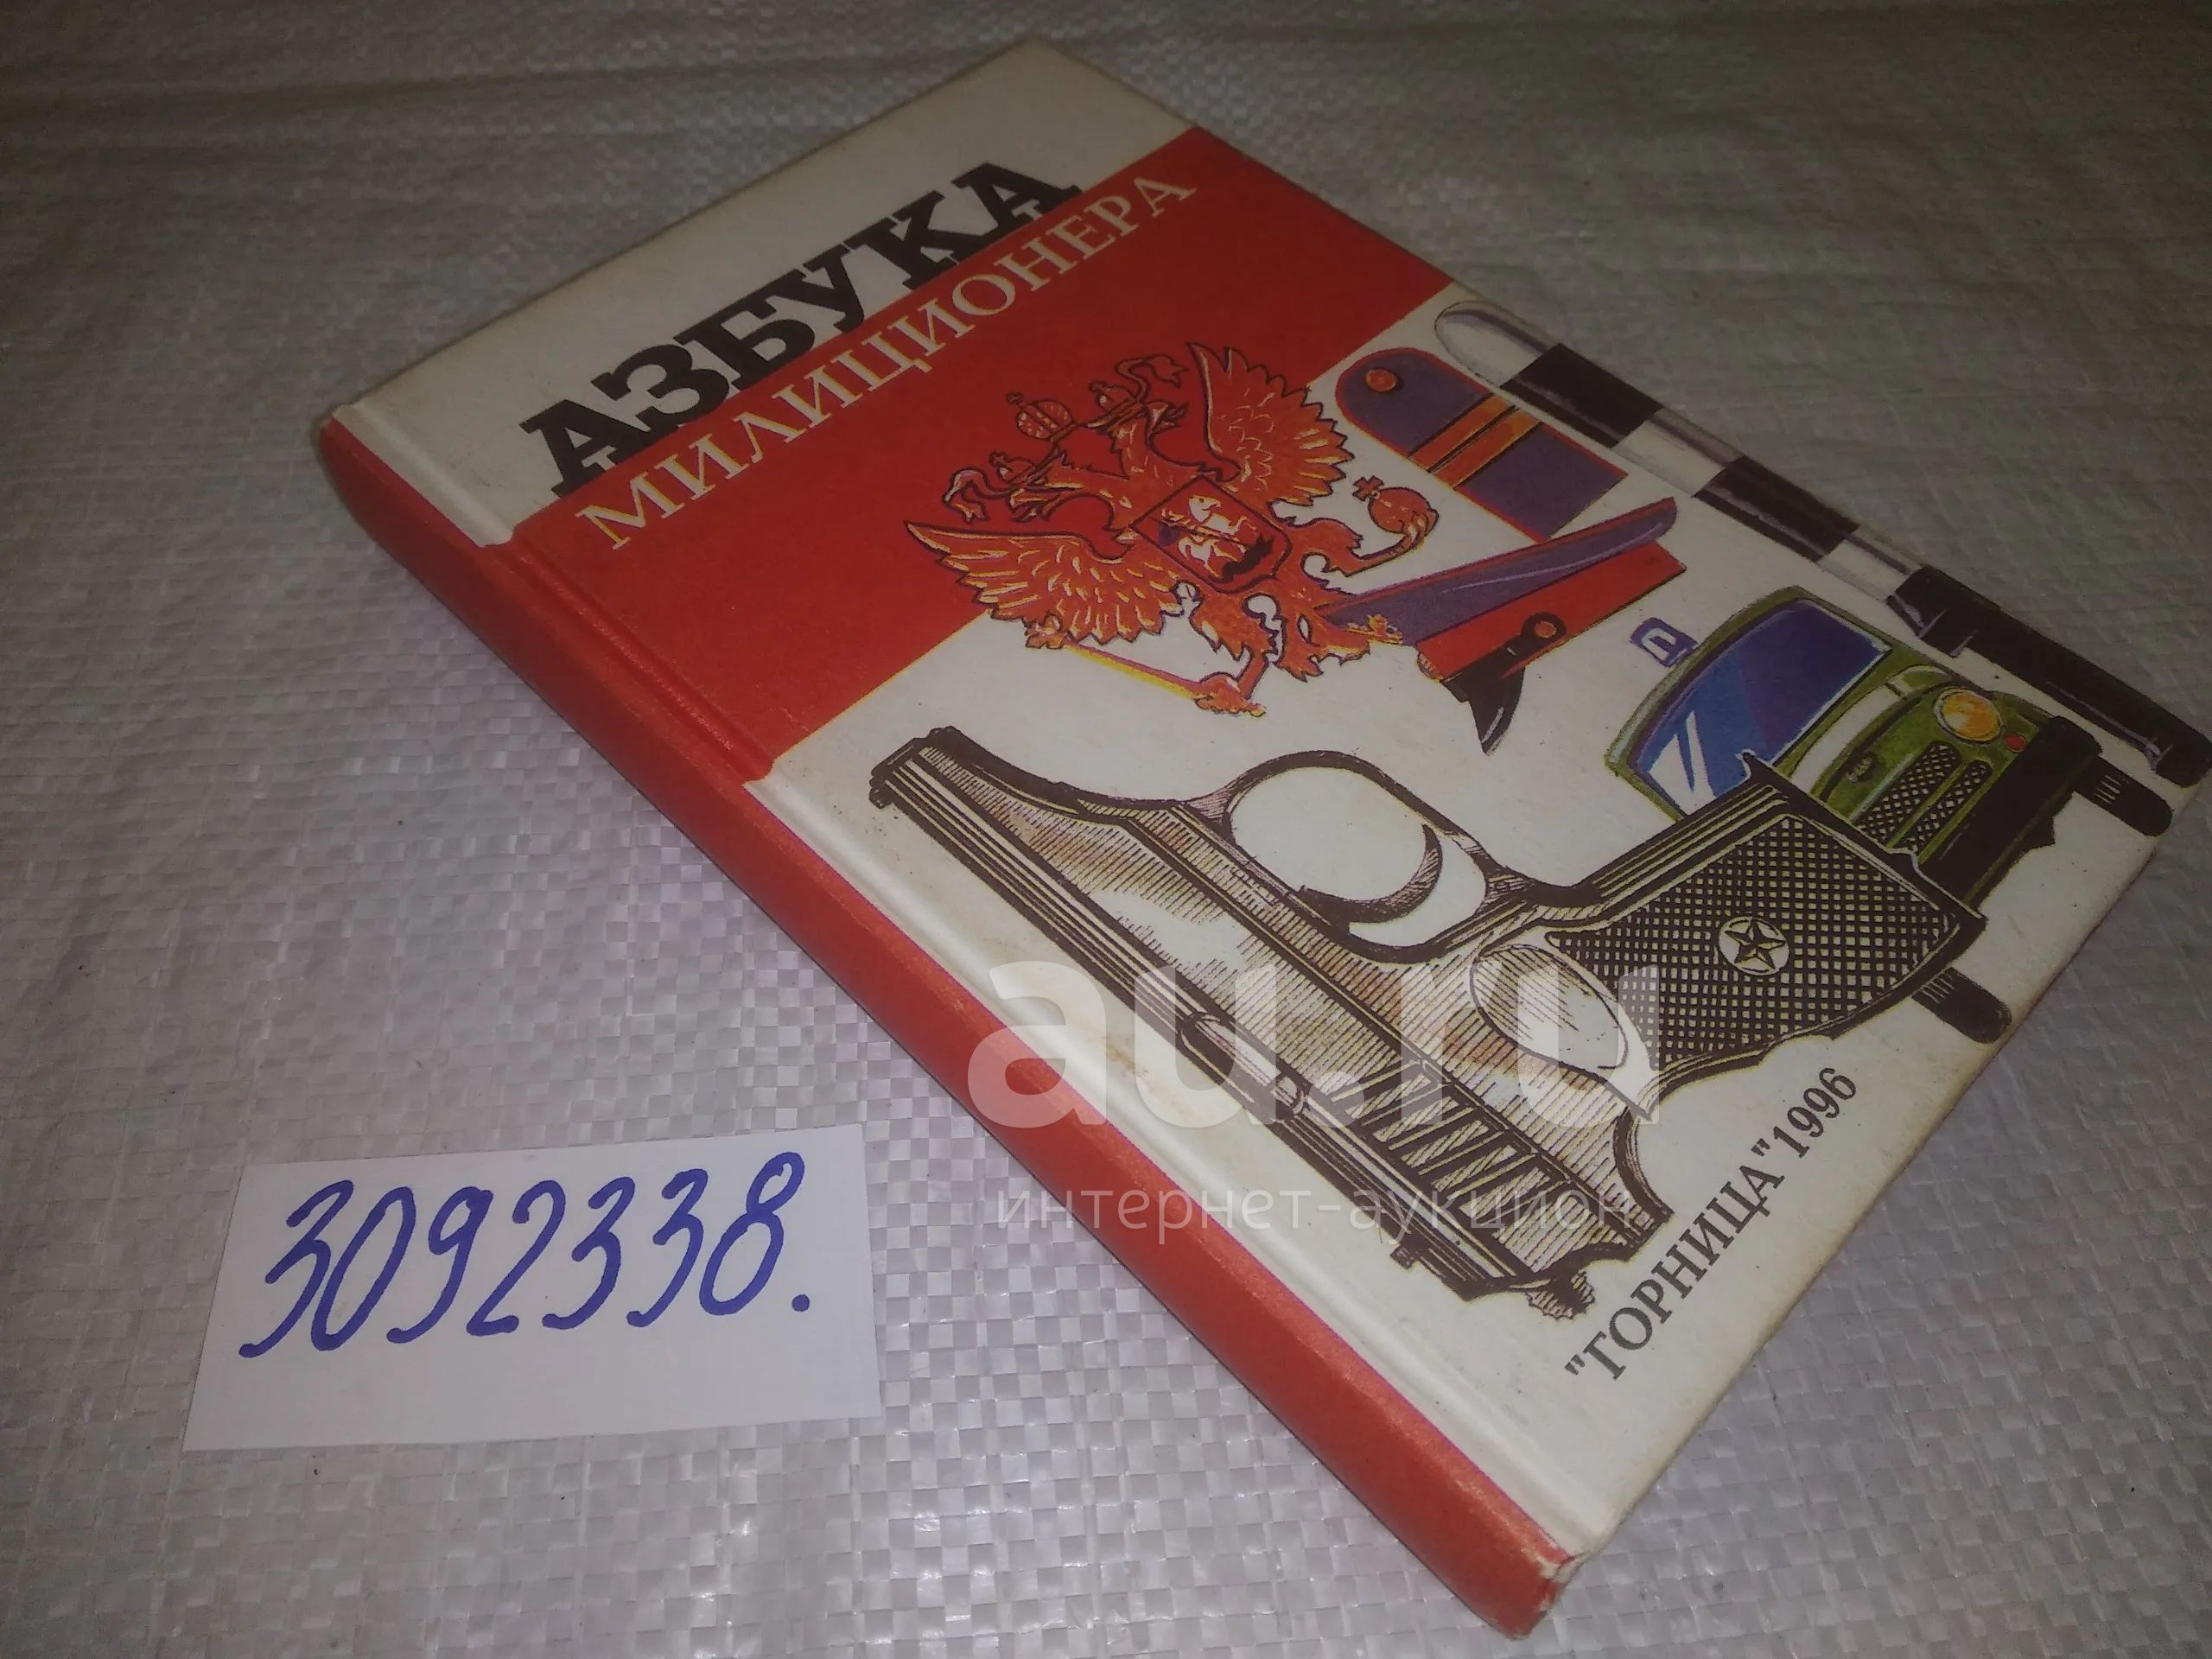 АЗБУКА
МИЛИЦИОНЕРА
"ГОРНИЦА" 1996
3092338.
au.ru
интернет-аукцион